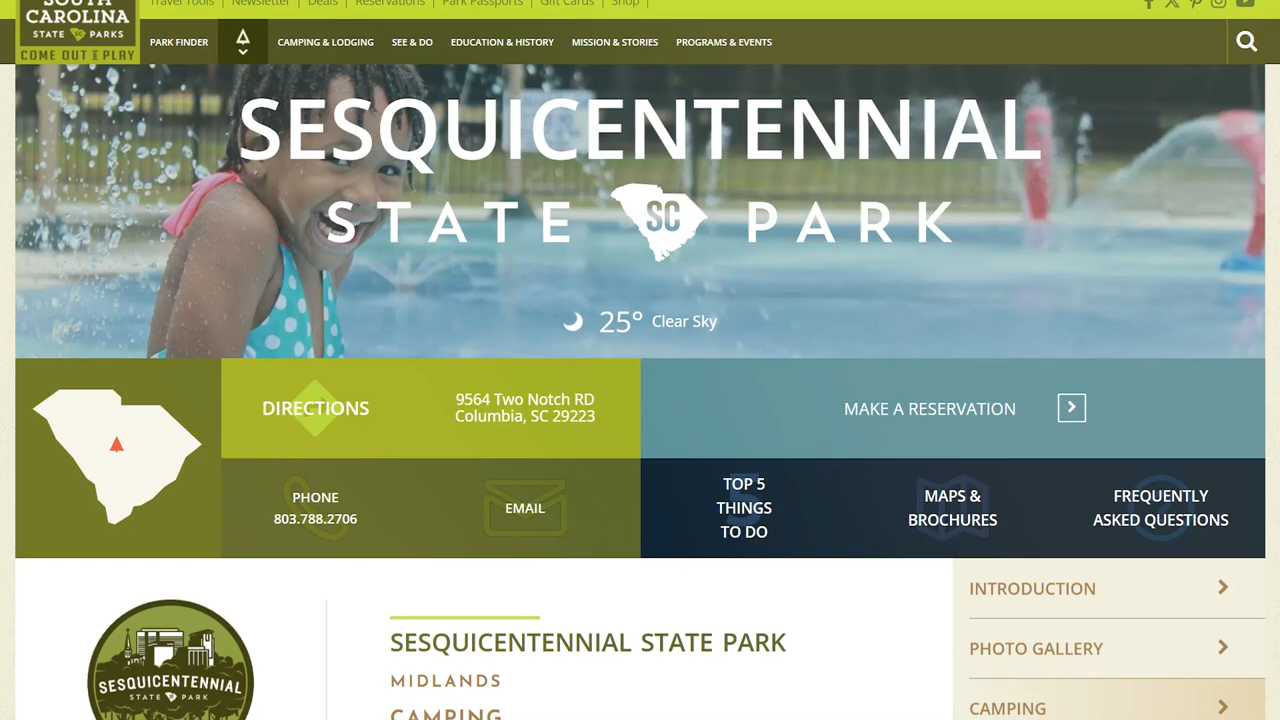 Travel Tools | Newsletter | Deals | Reservations | Park Passports | Gift Cards | Shop |
SOUTH
CAROLINA
STATE SC PARKS
COME OUT AND PLAY
PARK FINDER
CAMPING & LODGING
SEE & DO
EDUCATION & HISTORY
MISSION & STORIES
PROGRAMS & EVENTS
SESQUICENTENNIAL
STATE SC PARK
25° Clear Sky
DIRECTIONS
9564 Two Notch RD
Columbia, SC 29223
MAKE A RESERVATION
PHONE
803.788.2706
EMAIL
TOP 5
THINGS
TO DO
MAPS &
BROCHURES
FREQUENTLY
ASKED QUESTIONS
SESQUICENTENNIAL
STATE PARK
SESQUICENTENNIAL STATE PARK
MIDLANDS
CAMPING
INTRODUCTION
PHOTO GALLERY
CAMPING